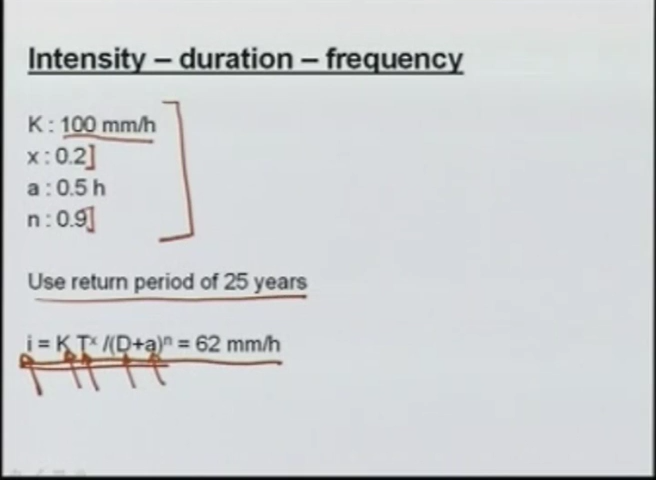 Intensity – duration – frequency
K : 100 mm/h
x : 0.2
a : 0.5 h
n : 0.9
Use return period of 25 years
i = K Tˣ /(D+a)ⁿ = 62 mm/h